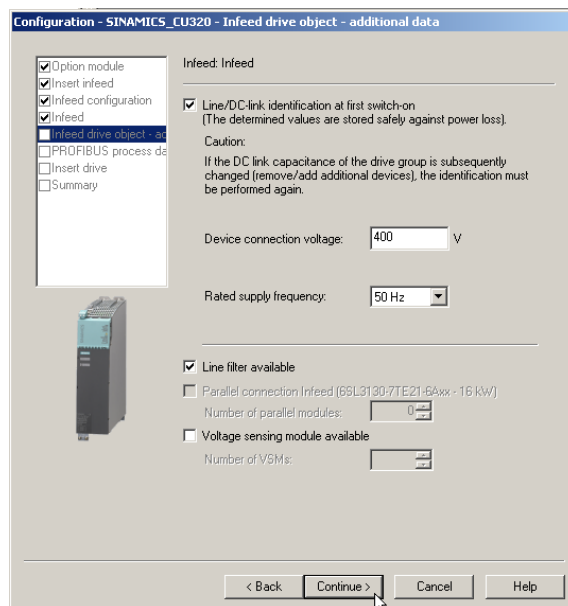 Configuration - SINAMICS_CU320 - Infeed drive object - additional data
Option module
Insert infeed
Infeed configuration
Infeed
Infeed drive object - ad
PROFIBUS process da
Insert drive
Summary
Infeed: Infeed
Line/DC-link identification at first switch-on
(The determined values are stored safely against power loss).
Caution:
If the DC link capacitance of the drive group is subsequently
changed (remove/add additional devices), the identification must
be performed again.
Device connection voltage: 400 V
Rated supply frequency: 50 Hz
Line filter available
Parallel connection Infeed (6SL3130-7TE21-6Axx - 16 kW)
Number of parallel modules: 0
Voltage sensing module available
Number of VSMs:
< Back Continue > Cancel Help